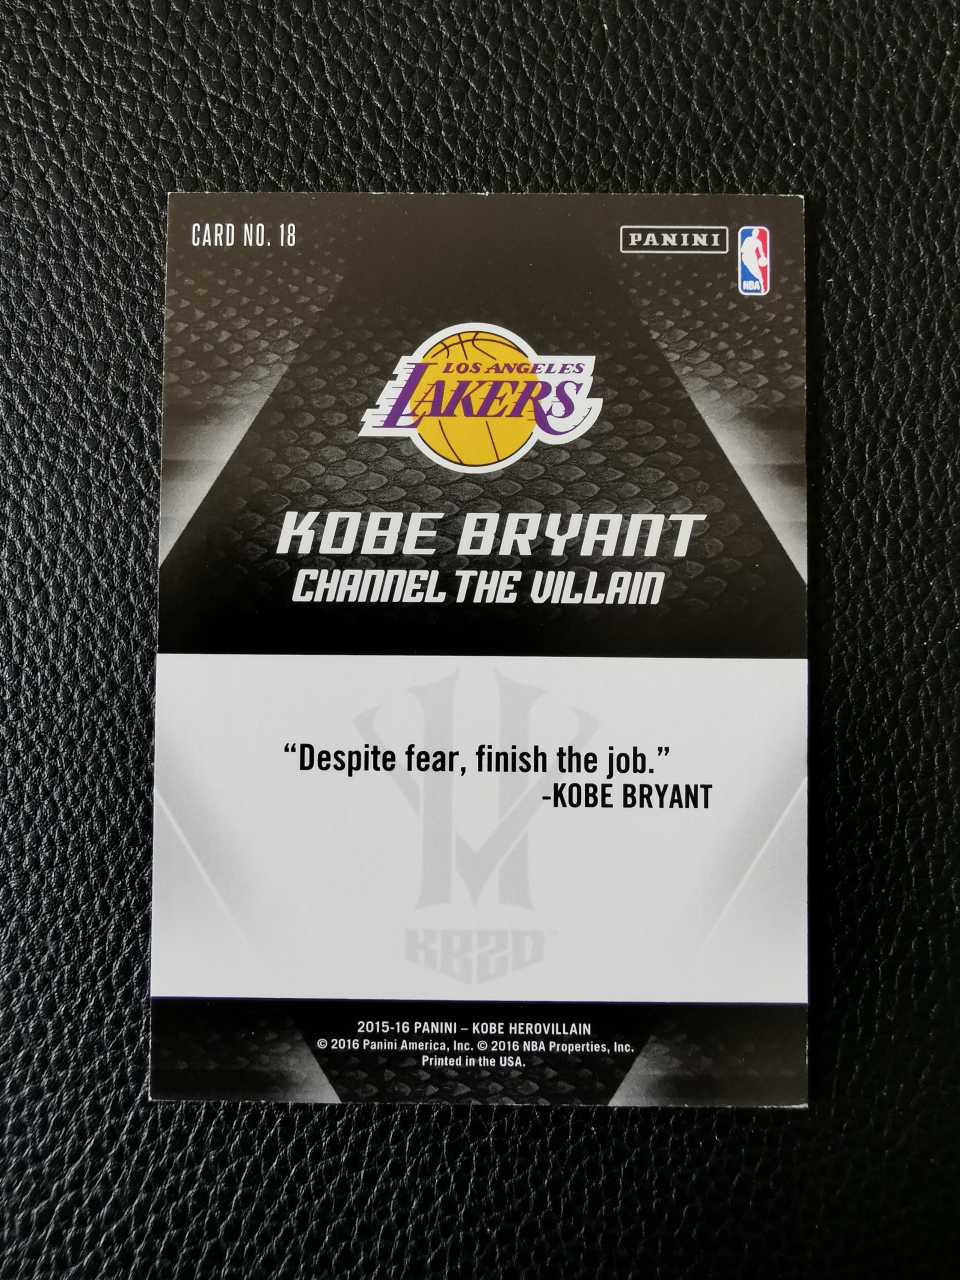 CARD NO. 18
PANINI
NBA
LOS ANGELES
LAKERS
KOBE BRYANT
CHANNEL THE VILLAIN
“Despite fear, finish the job.”
-KOBE BRYANT
KB20
2015-16 PANINI – KOBE HEROVILLAIN
© 2016 Panini America, Inc. © 2016 NBA Properties, Inc.
Printed in the USA.